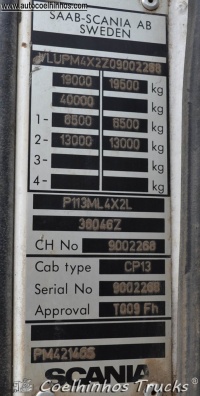 www.autocoelhinhos.com
SAAB-SCANIA AB
SWEDEN
YLUPM4X2Z09002268
19000 19500 kg
40000 kg
1- 6500 6500 kg
2- 13000 13000 kg
3- kg
4- kg
P113ML4X2L
38046Z
CH No 9002268
Cab type CP13
Serial No 9002268
Approval T009 Fh
PM421465
SCANIA
Coelhinhos Trucks®